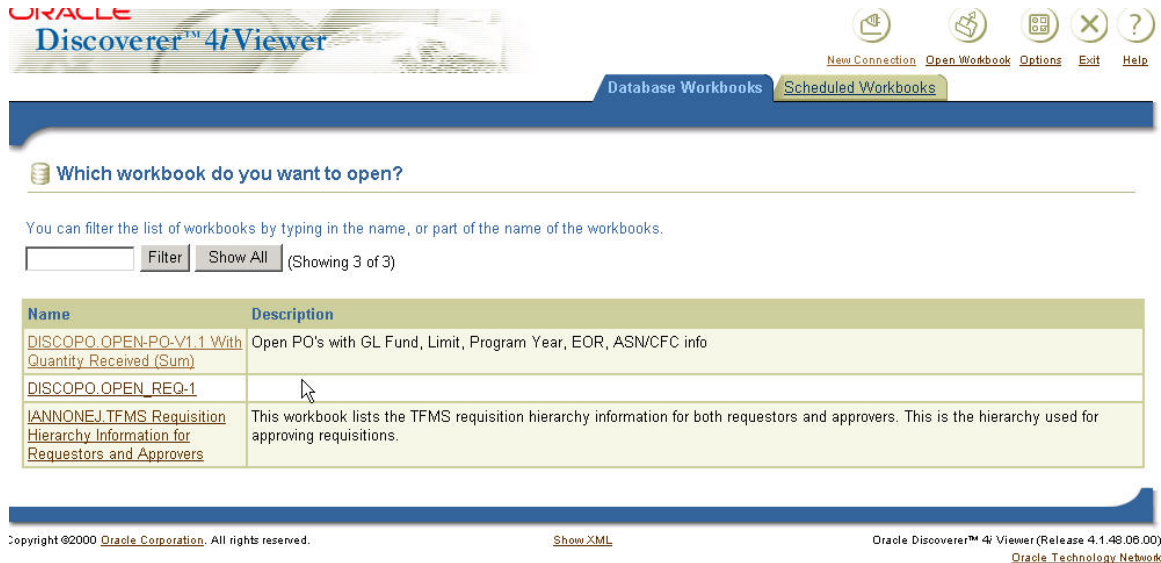 ORACLE
Discoverer™ 4i Viewer
New Connection Open Workbook Options Exit Help
Database Workbooks Scheduled Workbooks
Which workbook do you want to open?
You can filter the list of workbooks by typing in the name, or part of the name of the workbooks.
Filter Show All (Showing 3 of 3)
Name Description
DISCOPO.OPEN-PO-V1.1 With Open PO's with GL Fund, Limit, Program Year, EOR, ASN/CFC info
Quantity Received (Sum)
DISCOPO.OPEN_REQ-1
IANNONEJ.TFMS Requisition This workbook lists the TFMS requisition hierarchy information for both requestors and approvers. This is the hierarchy used for
Hierarchy Information for approving requisitions.
Requestors and Approvers
Copyright ©2000 Oracle Corporation. All rights reserved. Show XML Oracle Discoverer™ 4i Viewer (Release 4.1.48.06.00)
Oracle Technology Network